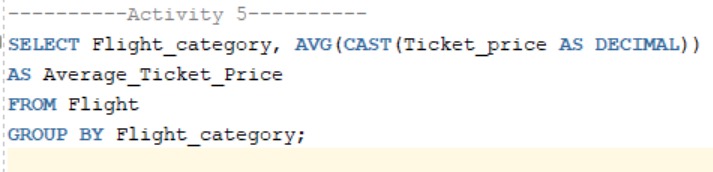 ----------Activity 5----------
SELECT Flight_category, AVG(CAST(Ticket_price AS DECIMAL))
AS Average_Ticket_Price
FROM Flight
GROUP BY Flight_category;